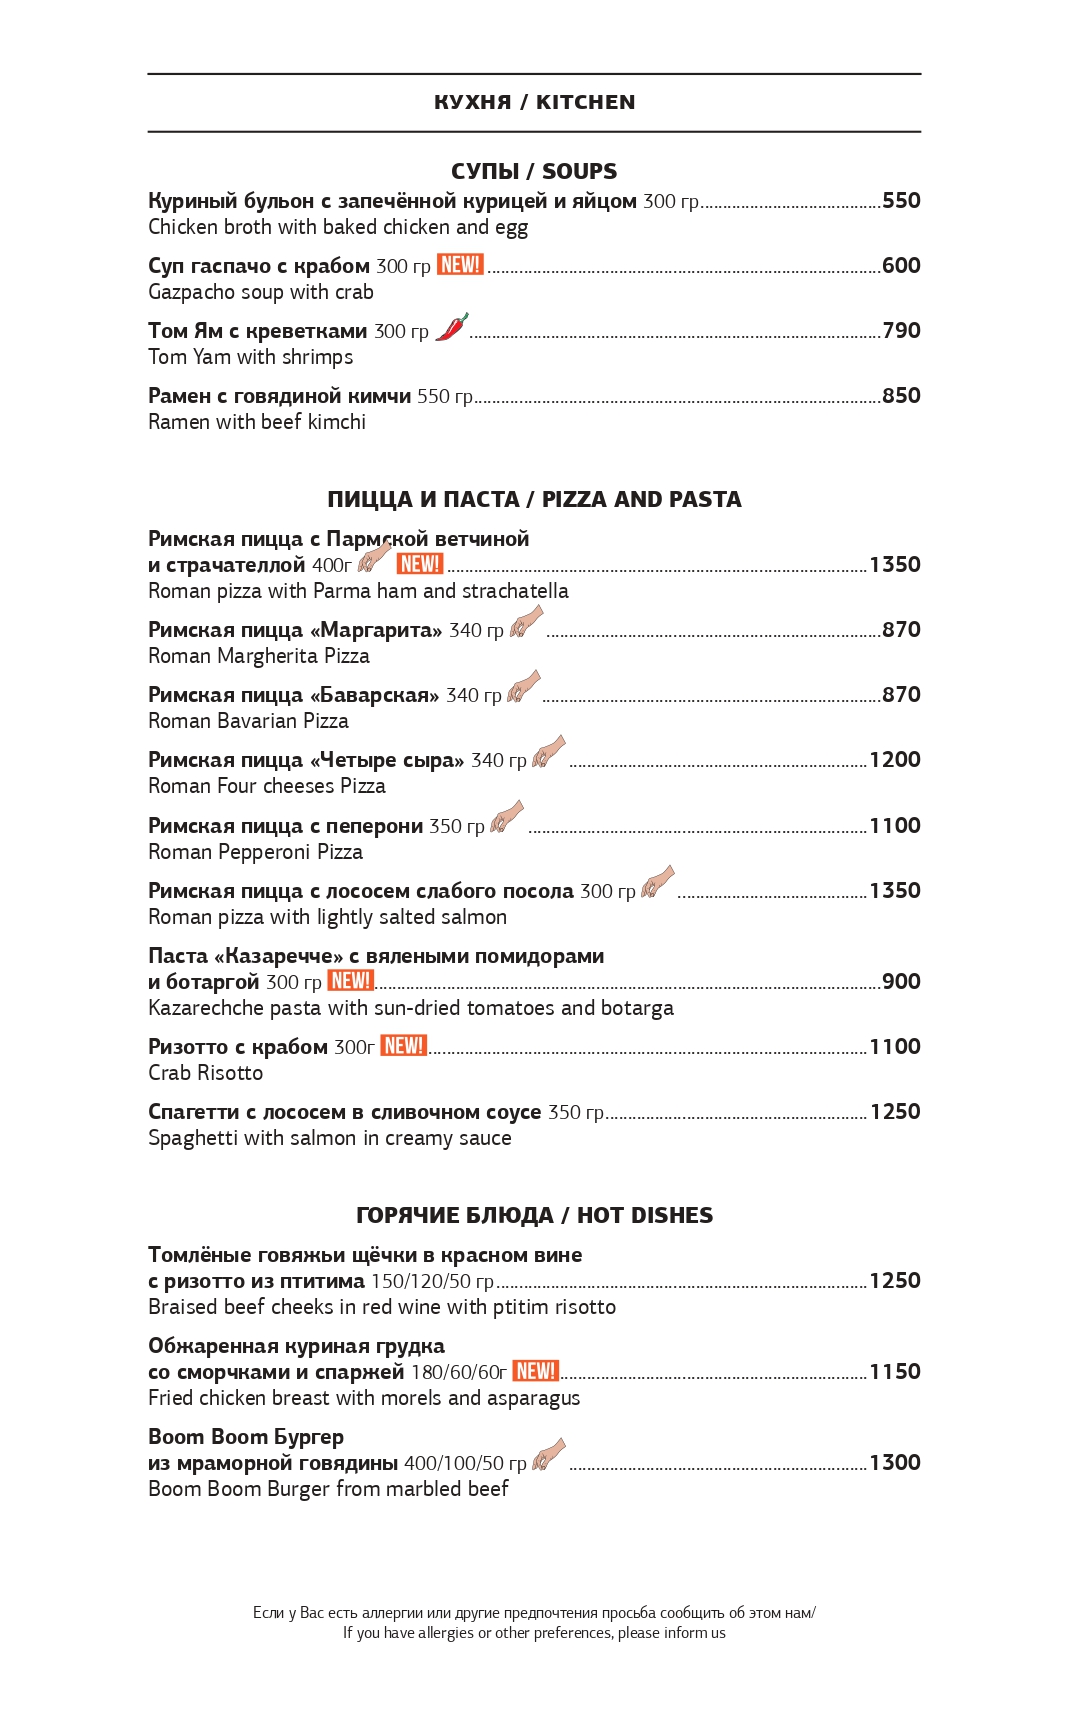 КУХНЯ / KITCHEN
СУПЫ / SOUPS
Куриный бульон с запечённой курицей и яйцом 300 гр........................................550
Chicken broth with baked chicken and egg
Суп гаспачо с крабом 300 гр NEW! ........................................600
Gazpacho soup with crab
Том Ям с креветками 300 гр ........................................790
Tom Yam with shrimps
Рамен с говядиной кимчи 550 гр........................................850
Ramen with beef kimchi
ПИЦЦА И ПАСТА / PIZZA AND PASTA
Римская пицца с Пармской ветчиной
и страчателлой 400г NEW! ........................................1350
Roman pizza with Parma ham and strachatella
Римская пицца «Маргарита» 340 гр ........................................870
Roman Margherita Pizza
Римская пицца «Баварская» 340 гр ........................................870
Roman Bavarian Pizza
Римская пицца «Четыре сыра» 340 гр ........................................1200
Roman Four cheeses Pizza
Римская пицца с пеперони 350 гр ........................................1100
Roman Pepperoni Pizza
Римская пицца с лососем слабого посола 300 гр ........................................1350
Roman pizza with lightly salted salmon
Паста «Казаречче» с вялеными помидорами
и ботаргой 300 гр NEW!........................................900
Kazarechche pasta with sun-dried tomatoes and botarga
Ризотто с крабом 300г NEW!........................................1100
Crab Risotto
Спагетти с лососем в сливочном соусе 350 гр........................................1250
Spaghetti with salmon in creamy sauce
ГОРЯЧИЕ БЛЮДА / HOT DISHES
Томлёные говяжьи щёчки в красном вине
с ризотто из птитима 150/120/50 гр........................................1250
Braised beef cheeks in red wine with ptitim risotto
Обжаренная куриная грудка
со сморчками и спаржей 180/60/60г NEW!........................................1150
Fried chicken breast with morels and asparagus
Boom Boom Бургер
из мраморной говядины 400/100/50 гр ........................................1300
Boom Boom Burger from marbled beef
Если у Вас есть аллергии или другие предпочтения просьба сообщить об этом нам/
If you have allergies or other preferences, please inform us